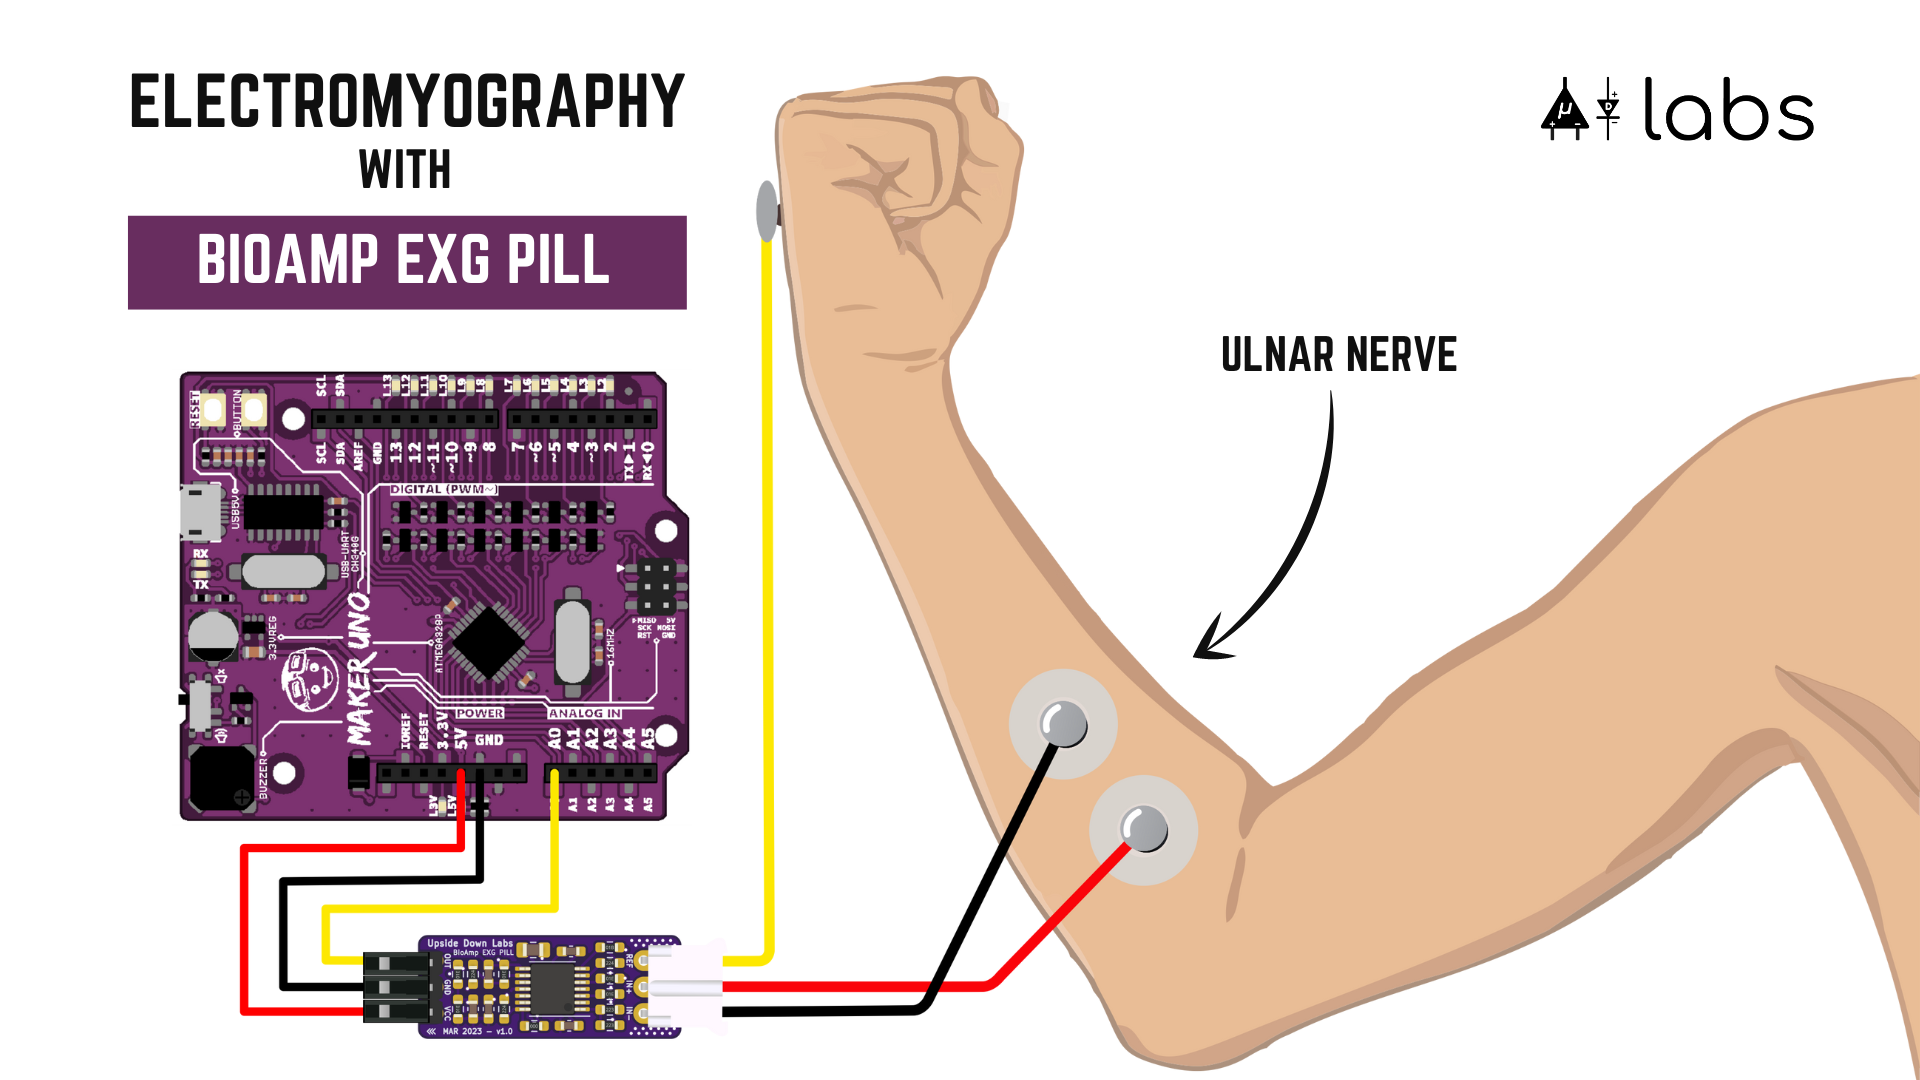 ELECTROMYOGRAPHY
WITH
BIOAMP EXG PILL
μ D labs
ULNAR NERVE
RESET
BUTTON
SCL SDA L13 L12 L11 L10 L9 L8 L7 L6 L5 L4 L3 L2
SCL SDA AREF GND 13 12 ~11 ~10 ~9 8 7 ~6 ~5 4 ~3 2 TX▶1 RX◀0
DIGITAL (PWM~)
USB5V
USB-UART
CH340G
RX
TX
3.3VREG
MAKER UNO
ATMEGA328P
16MHZ
MISO 5V
SCK MOSI
RST GND
POWER
ANALOG IN
IOREF RESET 3.3V 5V GND A0 A1 A2 A3 A4 A5
BUZZER
L3V L5V A1 A2 A3 A4 A5
Upside Down Labs
BioAmp EXG PILL
OUT GND VCC
REF IN+ IN-
MAR 2023 - v1.0